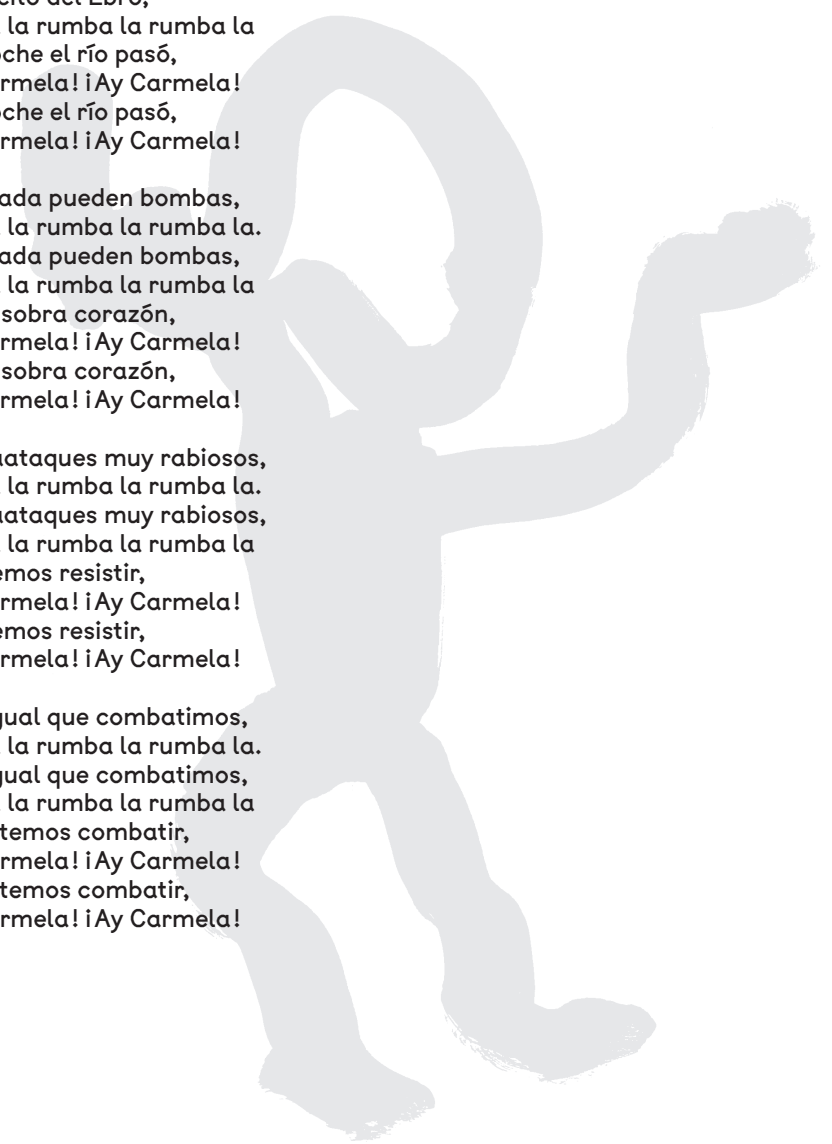 cito del Ebro,
la rumba la rumba la
oche el río pasó,
rmela! ¡Ay Carmela!
oche el río pasó,
rmela! ¡Ay Carmela!
ada pueden bombas,
la rumba la rumba la.
ada pueden bombas,
la rumba la rumba la
sobra corazón,
rmela! ¡Ay Carmela!
sobra corazón,
rmela! ¡Ay Carmela!
aataques muy rabiosos,
la rumba la rumba la.
aataques muy rabiosos,
la rumba la rumba la
emos resistir,
rmela! ¡Ay Carmela!
emos resistir,
rmela! ¡Ay Carmela!
gual que combatimos,
la rumba la rumba la.
gual que combatimos,
la rumba la rumba la
temos combatir,
rmela! ¡Ay Carmela!
temos combatir,
rmela! ¡Ay Carmela!